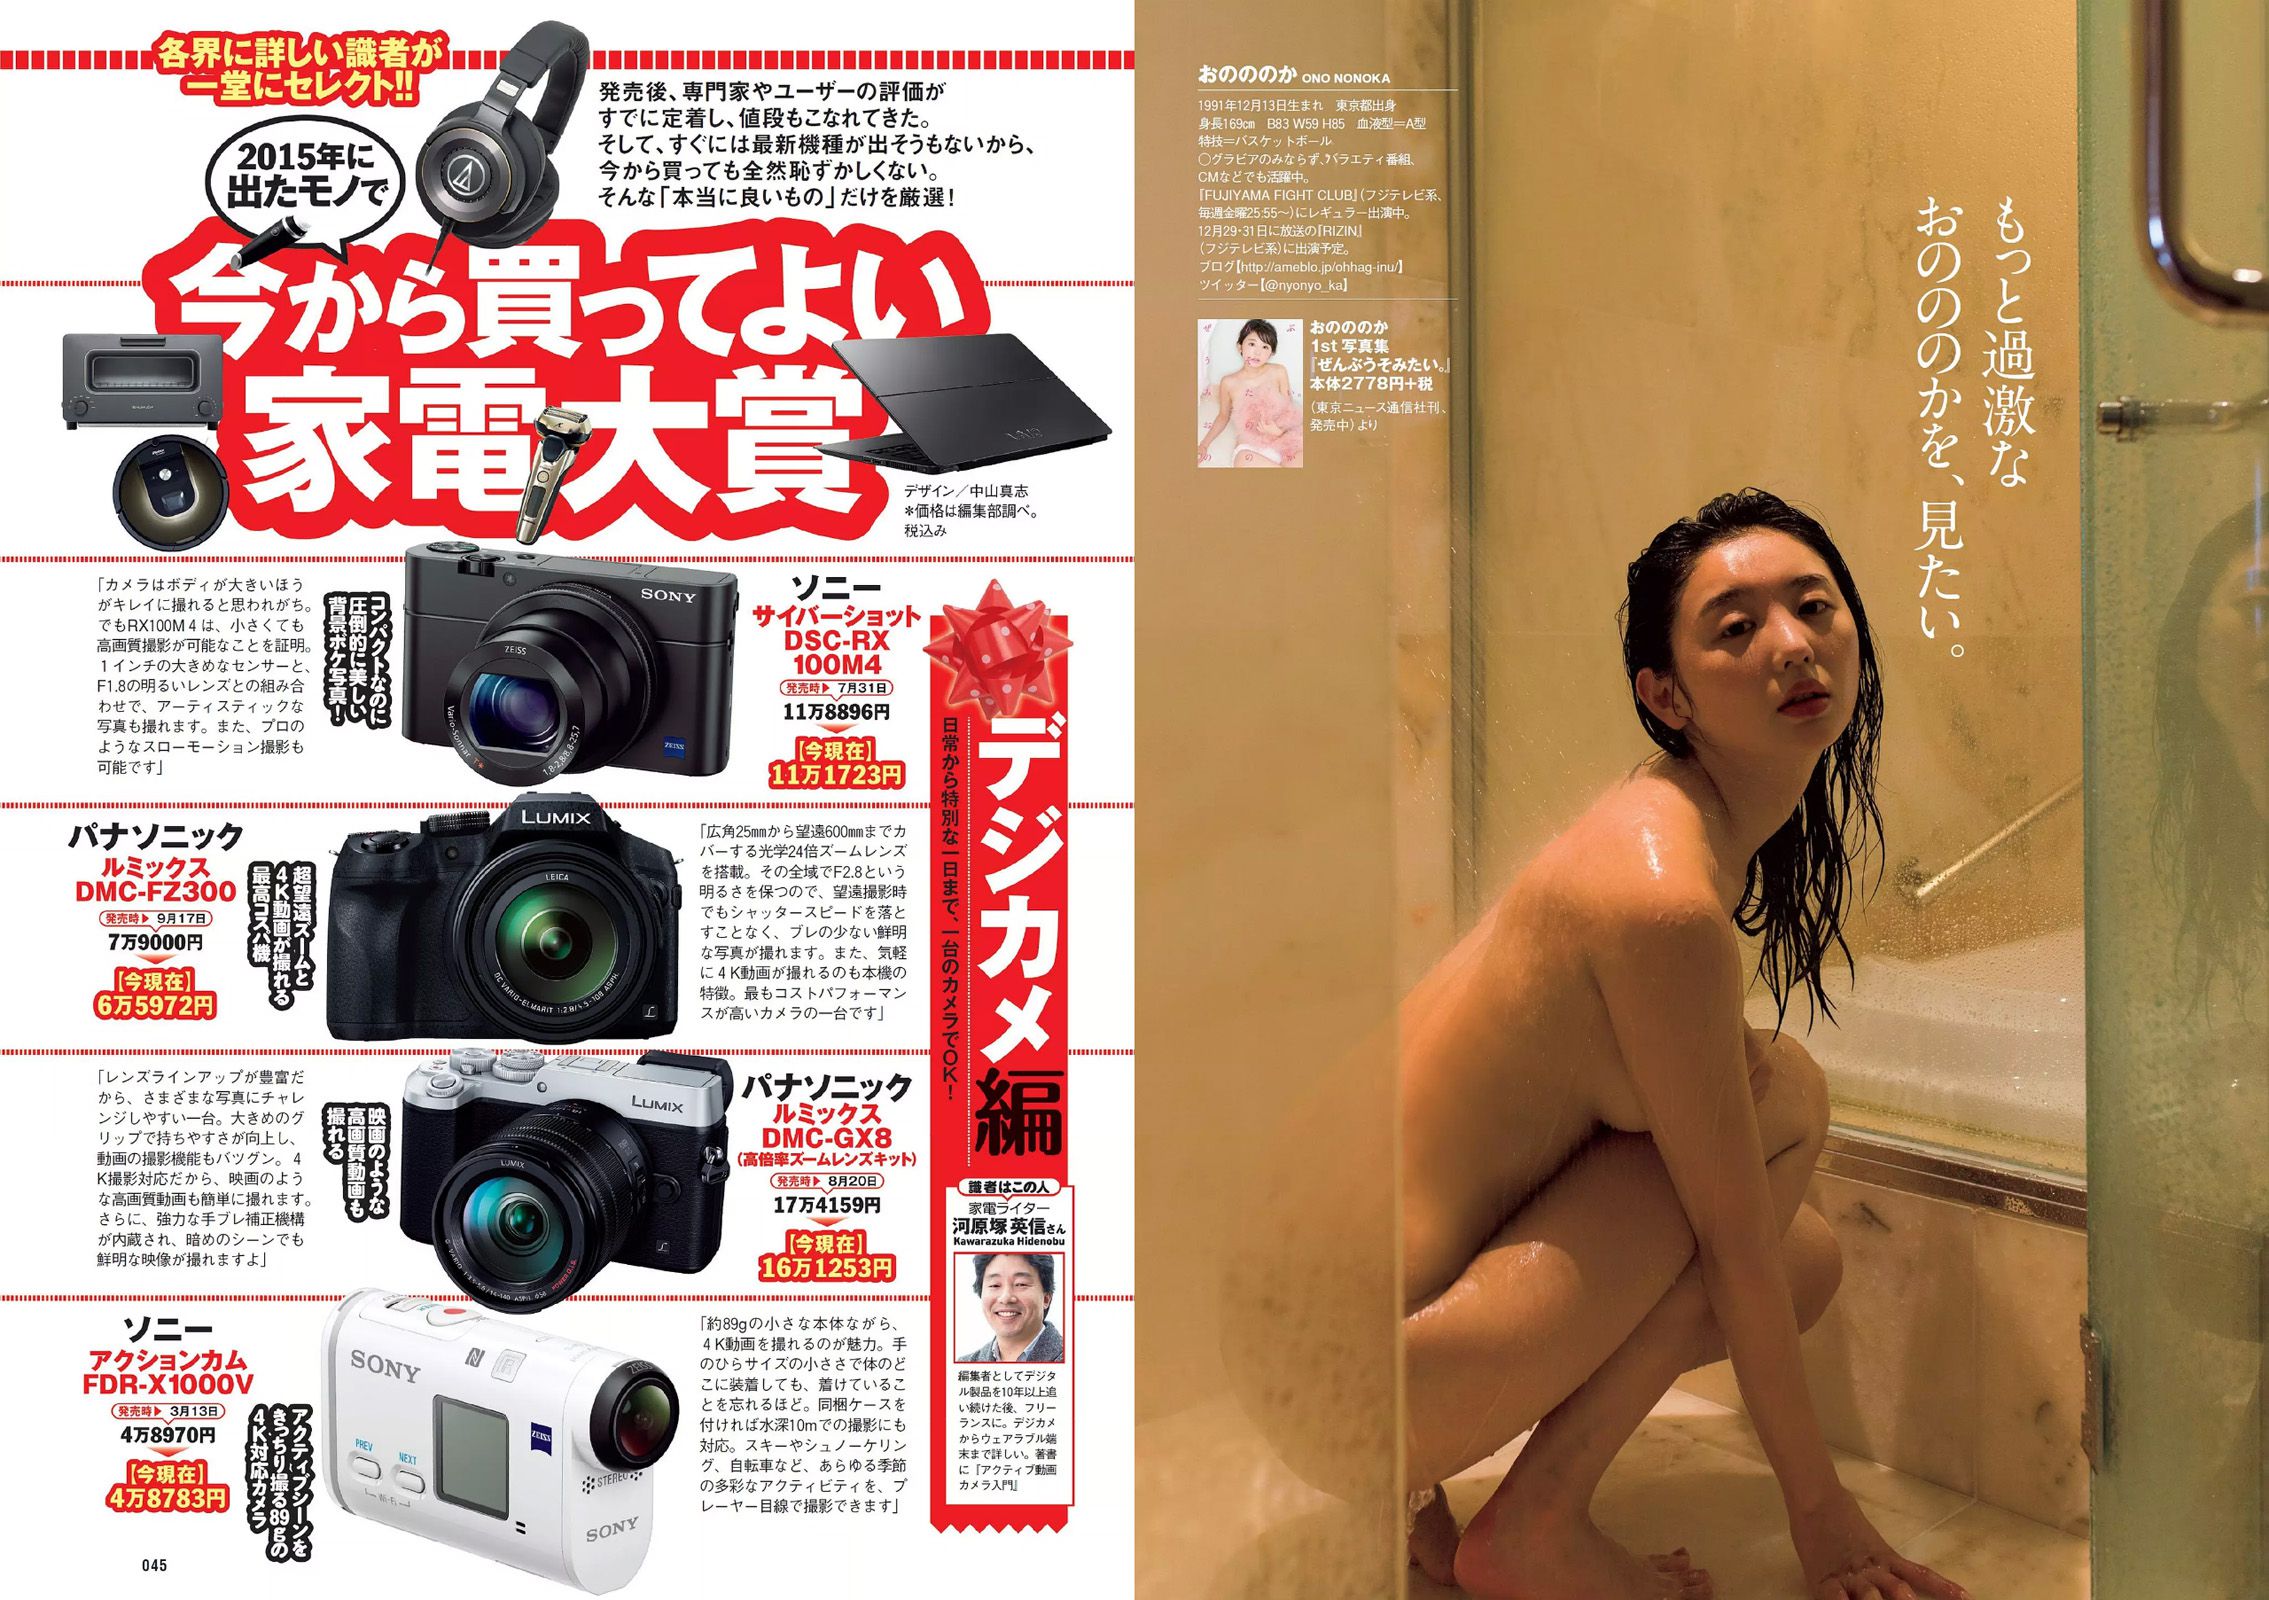 各界に詳しい識者が
一堂にセレクト!!
2015年に
出たモノで
発売後、専門家やユーザーの評価が
すでに定着し、値段もこなれてきた。
そして、すぐには最新機種が出そうもないから、
今から買っても全然恥ずかしくない。
そんな「本当に良いもの」だけを厳選!
今から買ってよい
家電大賞
VAIO
デザイン／中山真志
*価格は編集部調べ。
税込み
「カメラはボディが大きいほう
がキレイに撮れると思われがち。
でもRX100M４は、小さくても
高画質撮影が可能なことを証明。
１インチの大きめなセンサーと、
F1.8の明るいレンズとの組み合
わせで、アーティスティックな
写真も撮れます。また、プロの
ようなスローモーション撮影も
可能です」
コンパクトなのに
圧倒的に美しい
背景ボケ写真!
SONY
ZEISS
Vario-Sonnar T*
1.8-2.8/8.8-25.7
ZEISS
ソニー
サイバーショット
DSC-RX
100M4
発売時▶7月31日
11万8896円
【今現在】
11万1723円
デジカメ編
日常から特別な一日まで、一台のカメラでOK!
パナソニック
ルミックス
DMC-FZ300
発売時▶9月17日
7万9000円
【今現在】
6万5972円
超望遠ズームと
4K動画が撮れる
最高コスパ機
LUMIX
LEICA
DC VARIO-ELMARIT 1:2.8/4.5-108 ASPH.
L
「広角25㎜から望遠600㎜までカ
バーする光学24倍ズームレンズ
を搭載。その全域でF2.8という
明るさを保つので、望遠撮影時
でもシャッタースピードを落と
すことなく、ブレの少ない鮮明
な写真が撮れます。また、気軽
に４K動画が撮れるのも本機の
特徴。最もコストパフォーマン
スが高いカメラの一台です」
「レンズラインアップが豊富だ
から、さまざまな写真にチャレ
ンジしやすい一台。大きめのグ
リップで持ちやすさが向上し、
動画の撮影機能もバツグン。４
K撮影対応だから、映画のよう
な高画質動画も簡単に撮れます。
さらに、強力な手ブレ補正機構
が内蔵され、暗めのシーンでも
鮮明な映像が撮れますよ」
映画のような
高画質動画も
撮れる
LUMIX
LUMIX
L
パナソニック
ルミックス
DMC-GX8
(高倍率ズームレンズキット)
発売時▶8月20日
17万4159円
【今現在】
16万1253円
識者はこの人
家電ライター
河原塚英信さん
Kawarazuka Hidenobu
編集者としてデジタ
ル製品を10年以上追
い続けた後、フリー
ランスに。デジカメ
からウェアラブル端
末まで詳しい。著書
に『アクティブ動画
カメラ入門』
ソニー
アクションカム
FDR-X1000V
発売時▶3月13日
4万8970円
【今現在】
4万8783円
アクティブシーンを
きっちり撮る89gの
4K対応カメラ
SONY
PREV
NEXT
Wi-Fi
ZEISS
ZEISS
STEREO
SONY
「約89gの小さな本体ながら、
４K動画を撮れるのが魅力。手
のひらサイズの小ささで体のど
こに装着しても、着けているこ
とを忘れるほど。同梱ケースを
付ければ水深10mでの撮影にも
対応。スキーやシュノーケリン
グ、自転車など、あらゆる季節
の多彩なアクティビティを、プ
レーヤー目線で撮影できます」
045
おのののか ONO NONOKA
1991年12月13日生まれ　東京都出身
身長169㎝　B83 W59 H85　血液型＝A型
特技＝バスケットボール
○グラビアのみならず、バラエティ番組、
CMなどでも活躍中。
『FUJIYAMA FIGHT CLUB』（フジテレビ系、
毎週金曜25:55〜）にレギュラー出演中。
12月29・31日に放送の『RIZIN』
（フジテレビ系）に出演予定。
ブログ【http://ameblo.jp/ohhag-inu/】
ツイッター【@nyonyo_ka】
おのののか
1st 写真集
『ぜんぶうそみたい。』
本体2778円+税
（東京ニュース通信社刊、
発売中）より
もっと過激な
おのののかを、見たい。